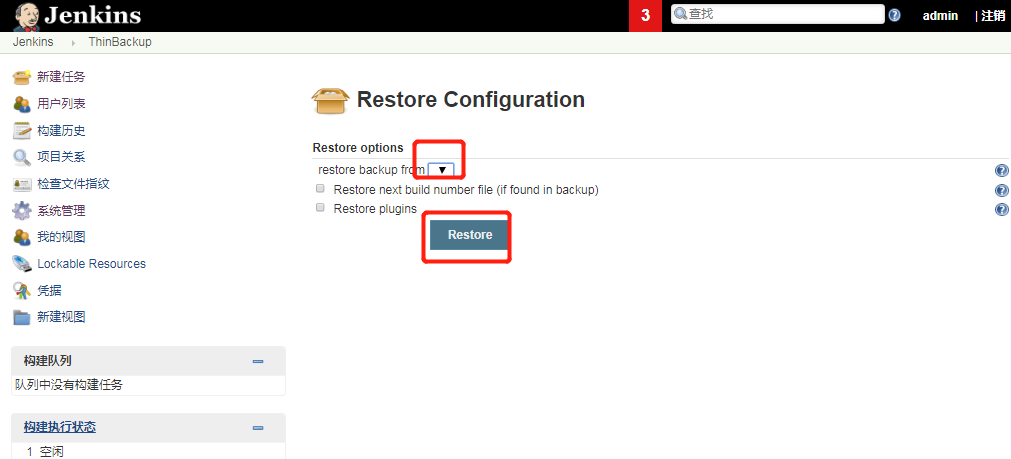 Jenkins
3
查找
admin
| 注销
Jenkins
ThinBackup
新建任务
用户列表
构建历史
项目关系
检查文件指纹
系统管理
我的视图
Lockable Resources
凭据
新建视图
构建队列
队列中没有构建任务
构建执行状态
1 空闲
Restore Configuration
Restore options
restore backup from
Restore next build number file (if found in backup)
Restore plugins
Restore